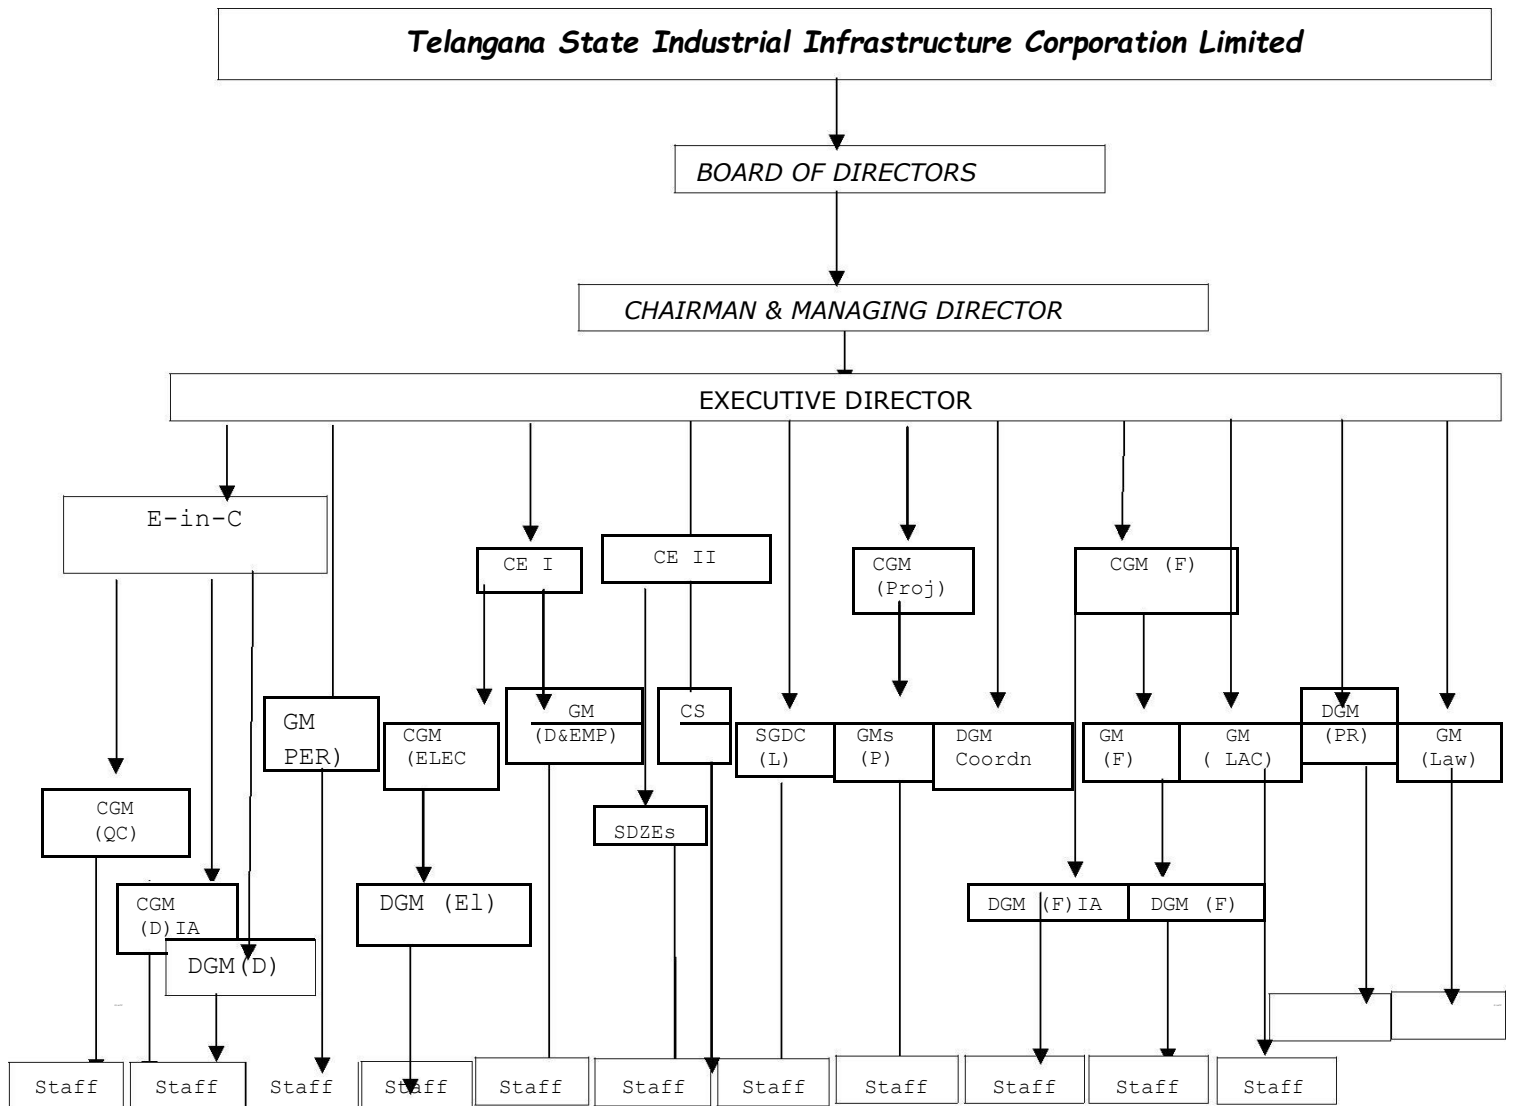 Telangana State Industrial Infrastructure Corporation Limited
BOARD OF DIRECTORS
CHAIRMAN & MANAGING DIRECTOR
EXECUTIVE DIRECTOR
E-in-C
CE I
CE II
CGM
(Proj)
CGM (F)
GM
PER)
CGM
(ELEC
GM
(D&EMP)
CS
SGDC
(L)
GMs
(P)
DGM
Coordn
GM
(F)
GM
( LAC)
DGM
(PR)
GM
(Law)
CGM
(QC)
SDZEs
CGM
(D)IA
DGM(D)
DGM (El)
DGM (F)IA
DGM (F)
Staff
Staff
Staff
Staff
Staff
Staff
Staff
Staff
Staff
Staff
Staff